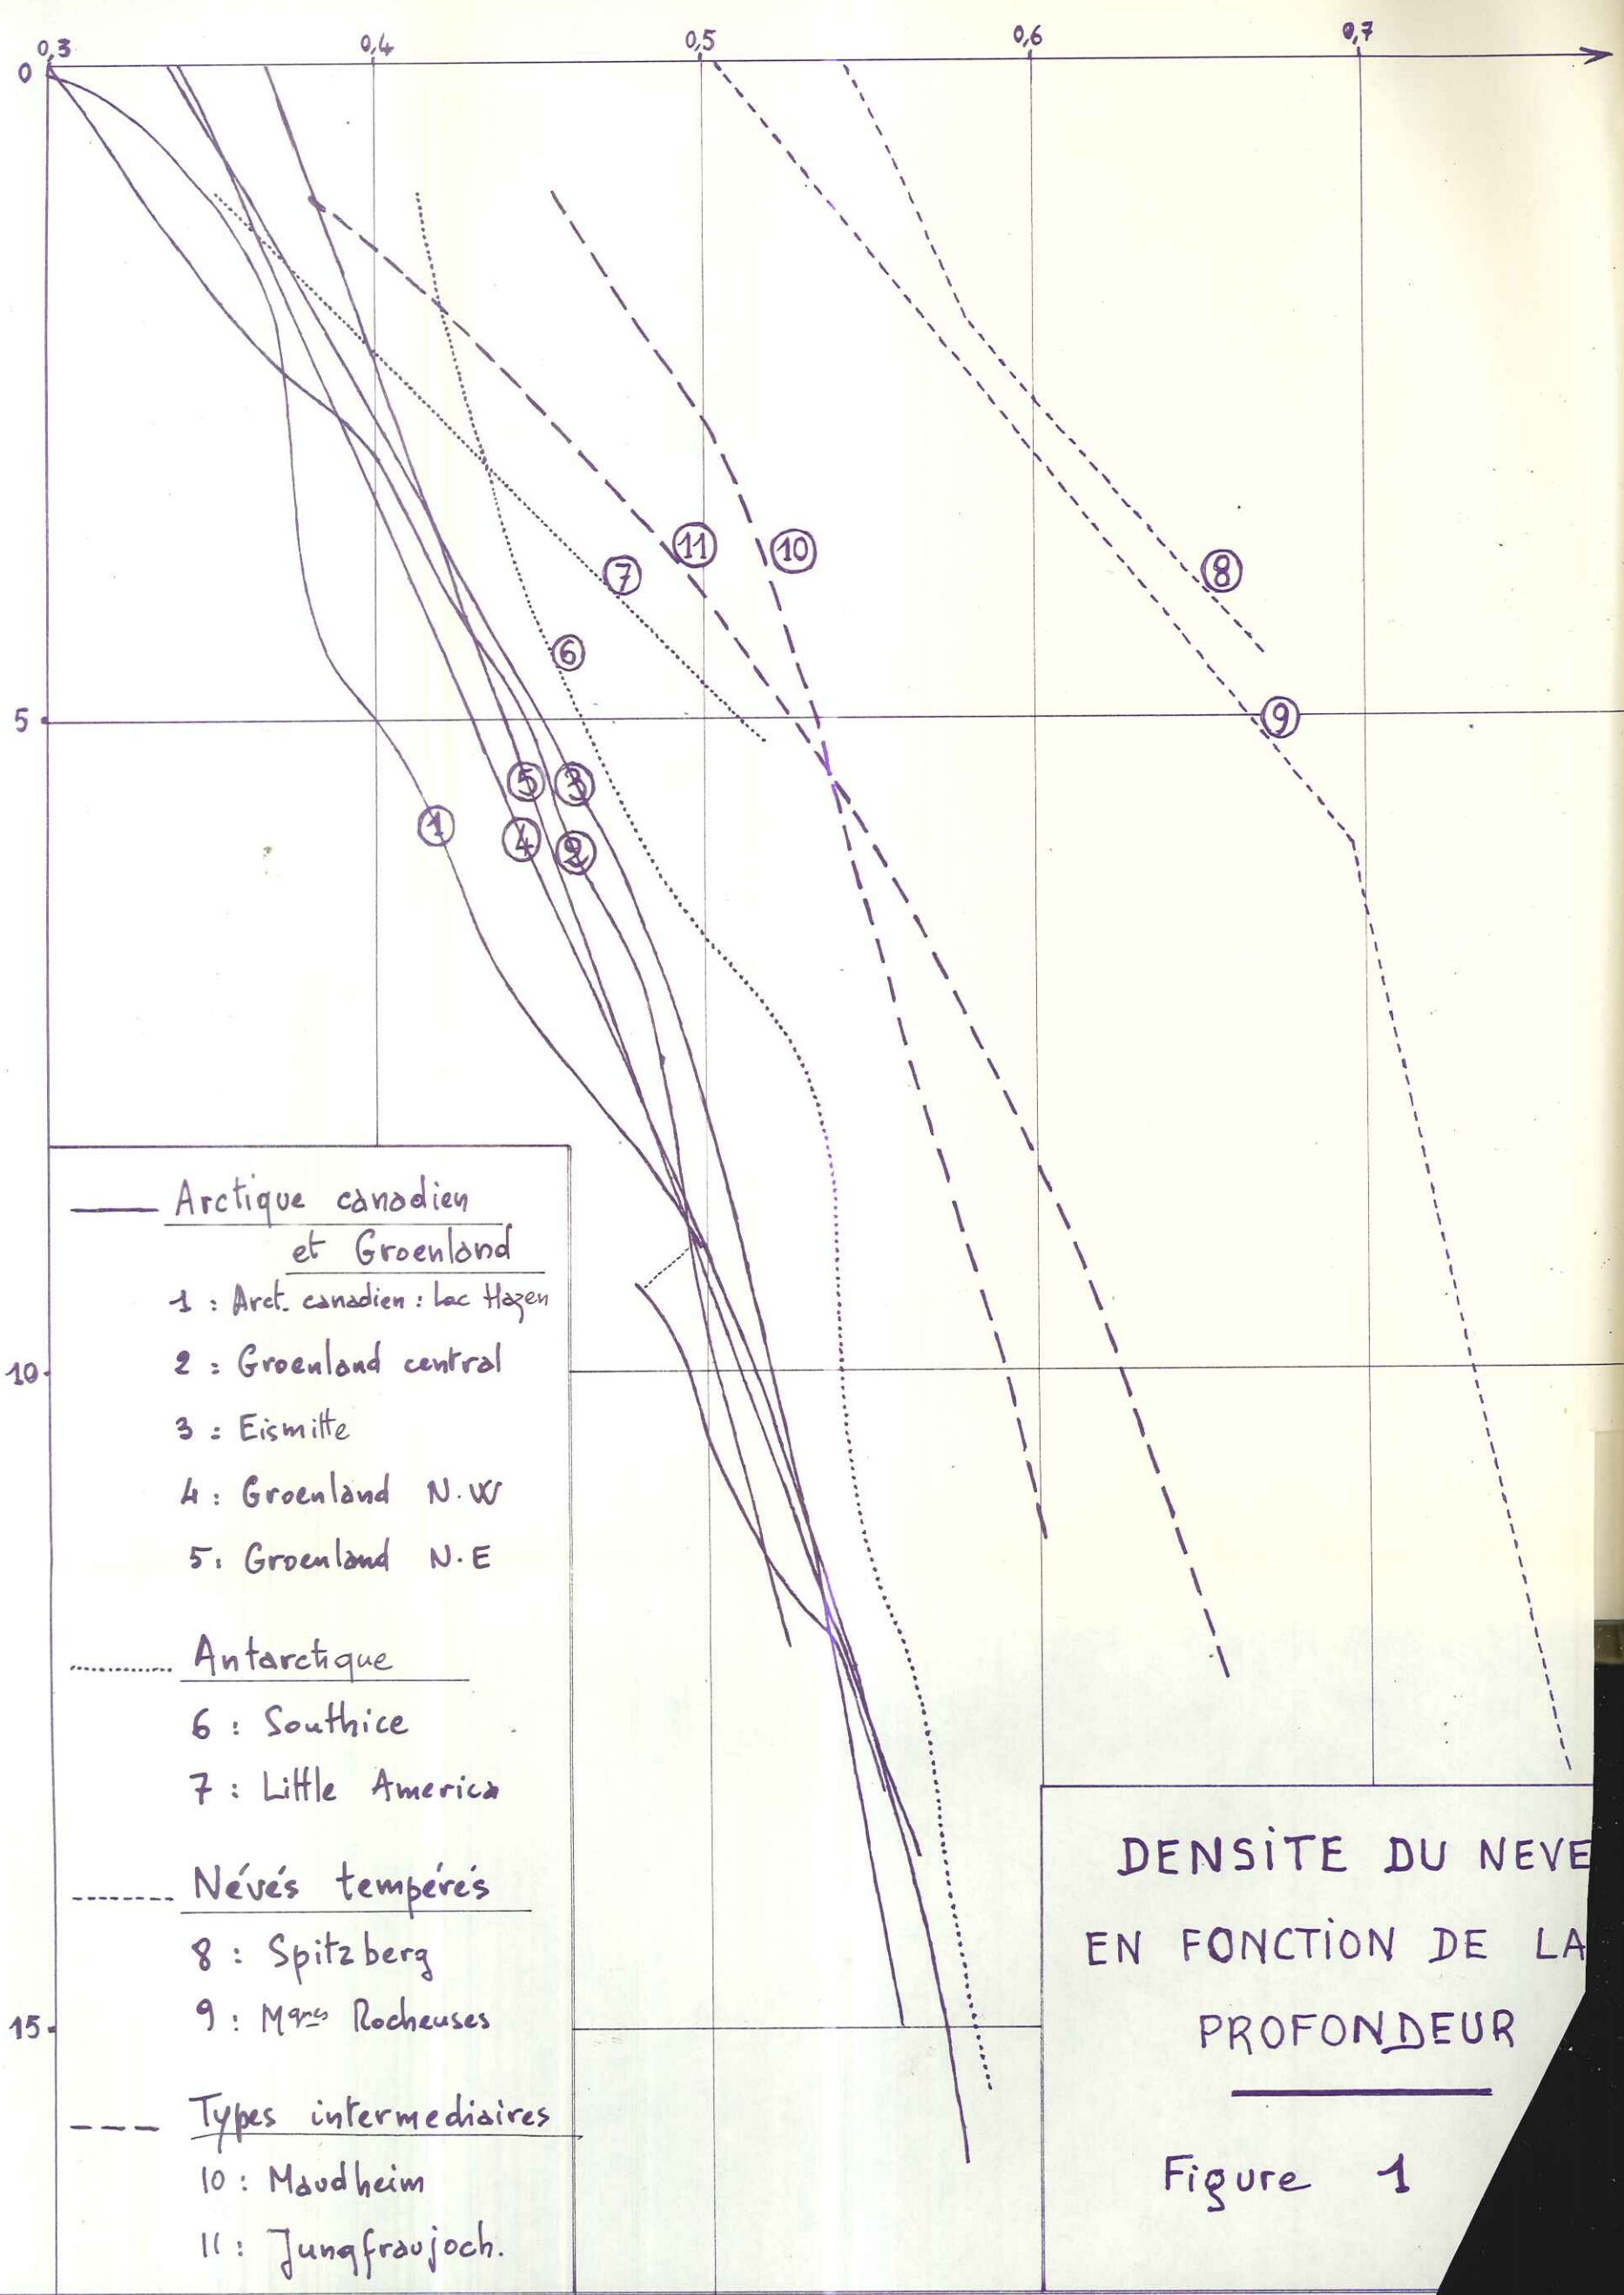 0,3 0,4 0,5 0,6 0,7
0
5
10
15
11
10
7
8
6
9
5
3
1
4
2
Arctique canadien
et Groenland
1 : Arct. canadien : Lac Hazen
2 : Groenland central
3 : Eismitte
4 : Groenland N.W
5 : Groenland N.E
Antarctique
6 : Southice
7 : Little America
Névés tempérés
8 : Spitzberg
9 : Mgnes Rocheuses
Types intermediaires
10 : Maudheim
11 : Jungfraujoch.
DENSITE DU NEVE
EN FONCTION DE LA
PROFONDEUR
Figure 1